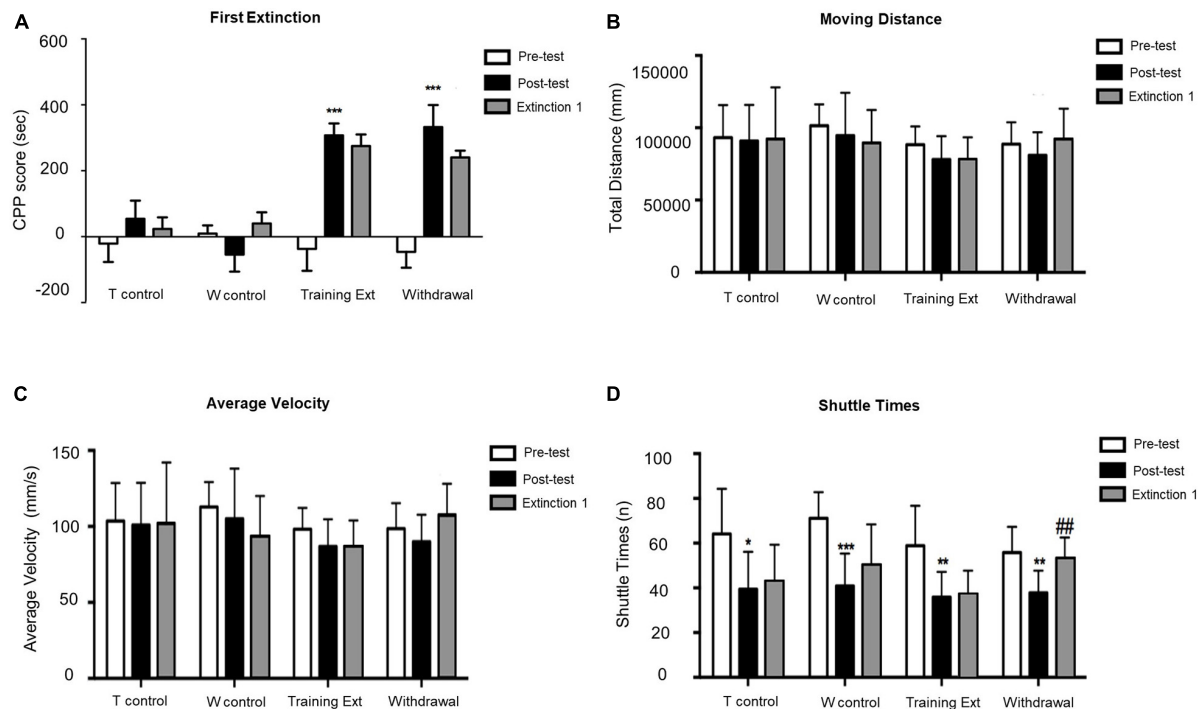 A
First Extinction
CPP score (sec)
600
400
200
0
-200
***
***
T control
W control
Training Ext
Withdrawal
Pre-test
Post-test
Extinction 1
B
Moving Distance
Total Distance (mm)
150000
100000
50000
0
T control
W control
Training Ext
Withdrawal
Pre-test
Post-test
Extinction 1
C
Average Velocity
Average Velocity (mm/s)
150
100
50
0
T control
W control
Training Ext
Withdrawal
Pre-test
Post-test
Extinction 1
D
Shuttle Times
Shuttle Times (n)
100
80
60
40
20
0
*
***
**
**
##
T control
W control
Training Ext
Withdrawal
Pre-test
Post-test
Extinction 1